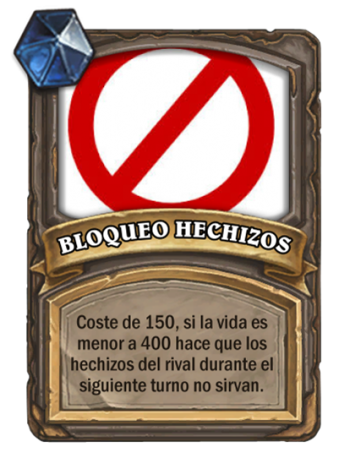 BLOQUEO HECHIZOS
Coste de 150, si la vida es
menor a 400 hace que los
hechizos del rival durante el
siguiente turno no sirvan.